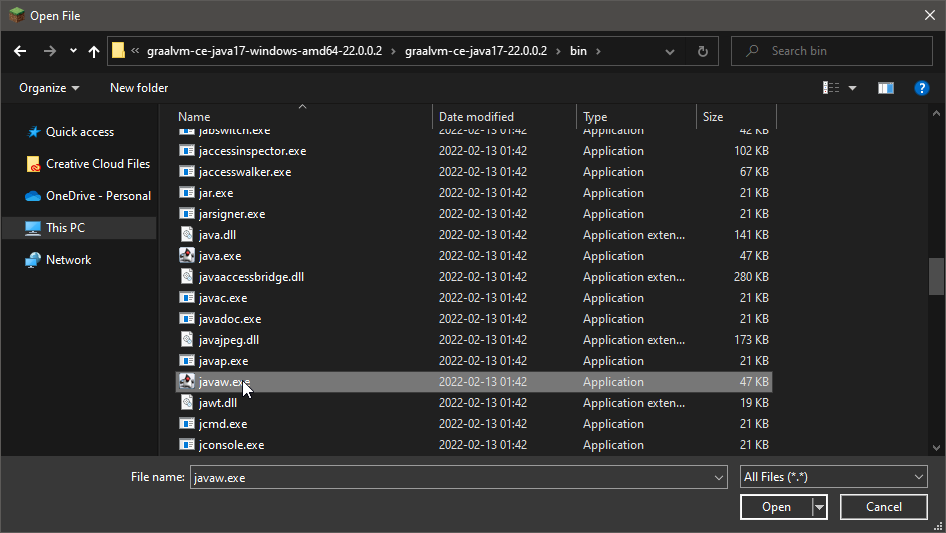 Open File
graalvm-ce-java17-windows-amd64-22.0.0.2 graalvm-ce-java17-22.0.0.2 bin Search bin
Organize New folder
Name Date modified Type Size
Quick access
Creative Cloud Files
OneDrive - Personal
This PC
Network
jabswitch.exe 2022-02-13 01:42 Application 42 KB
jaccessinspector.exe 2022-02-13 01:42 Application 102 KB
jaccesswalker.exe 2022-02-13 01:42 Application 67 KB
jar.exe 2022-02-13 01:42 Application 21 KB
jarsigner.exe 2022-02-13 01:42 Application 21 KB
java.dll 2022-02-13 01:42 Application exten... 141 KB
java.exe 2022-02-13 01:42 Application 47 KB
javaaccessbridge.dll 2022-02-13 01:42 Application exten... 280 KB
javac.exe 2022-02-13 01:42 Application 21 KB
javadoc.exe 2022-02-13 01:42 Application 21 KB
javajpeg.dll 2022-02-13 01:42 Application exten... 173 KB
javap.exe 2022-02-13 01:42 Application 21 KB
javaw.exe 2022-02-13 01:42 Application 47 KB
jawt.dll 2022-02-13 01:42 Application exten... 19 KB
jcmd.exe 2022-02-13 01:42 Application 21 KB
jconsole.exe 2022-02-13 01:42 Application 21 KB
File name: javaw.exe All Files (*.*)
Open Cancel